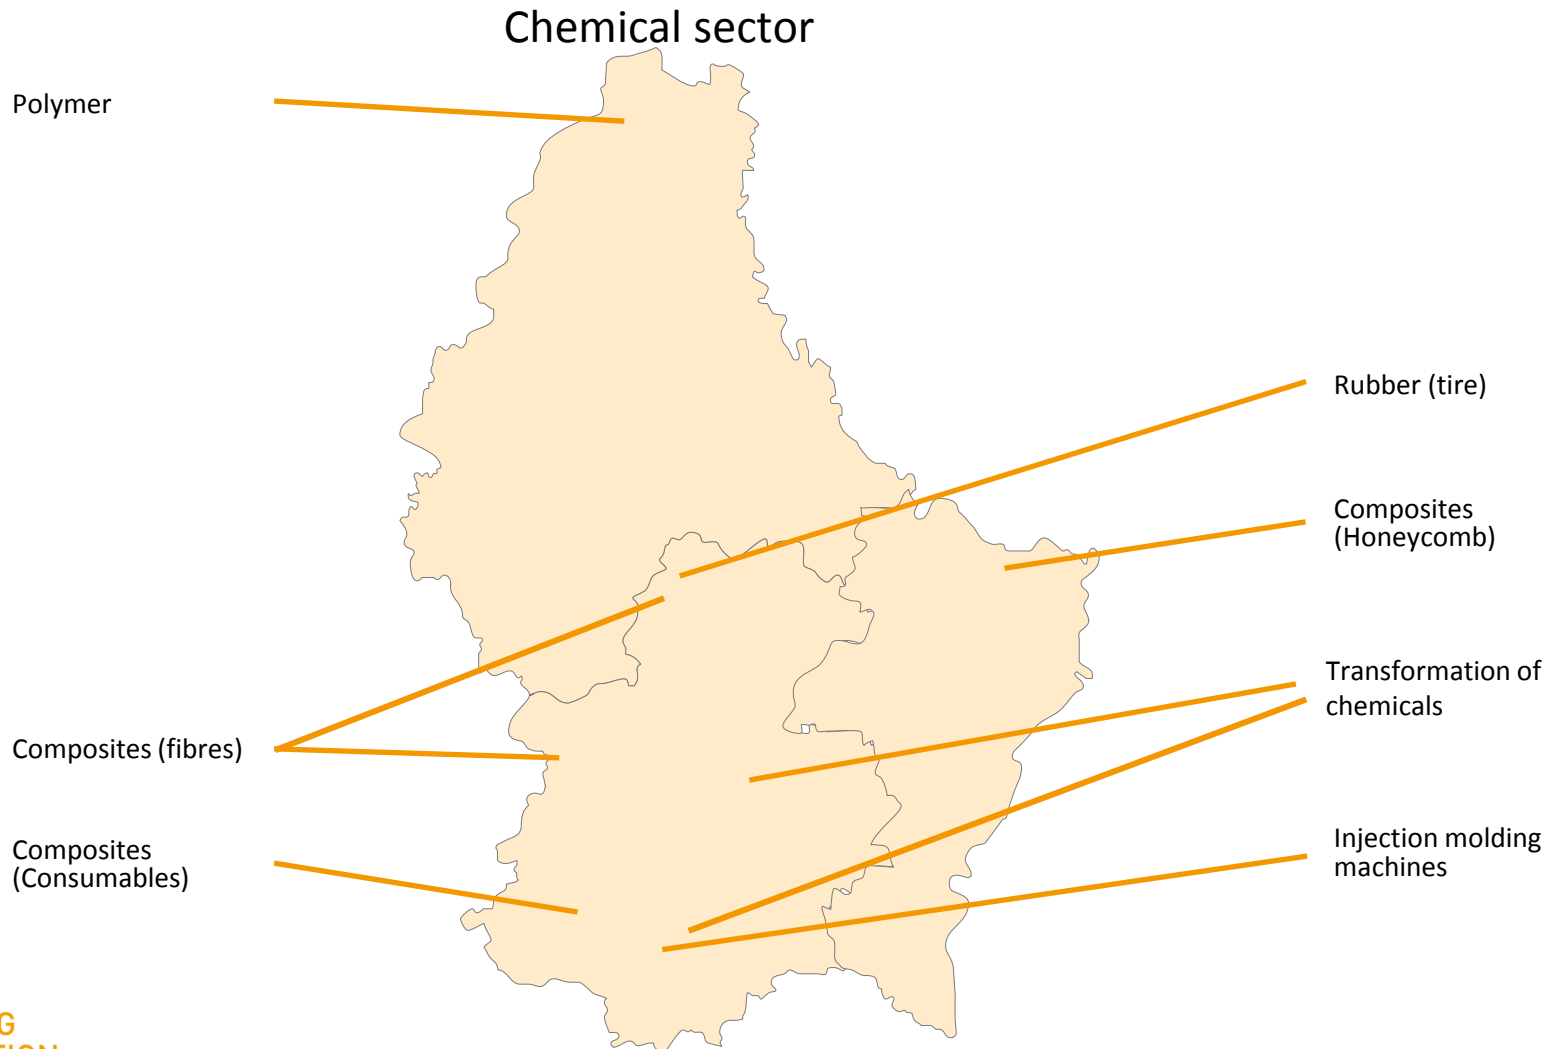 Chemical sector
Polymer
Rubber (tire)
Composites
(Honeycomb)
Transformation of
chemicals
Composites (fibres)
Injection molding
machines
Composites
(Consumables)
G